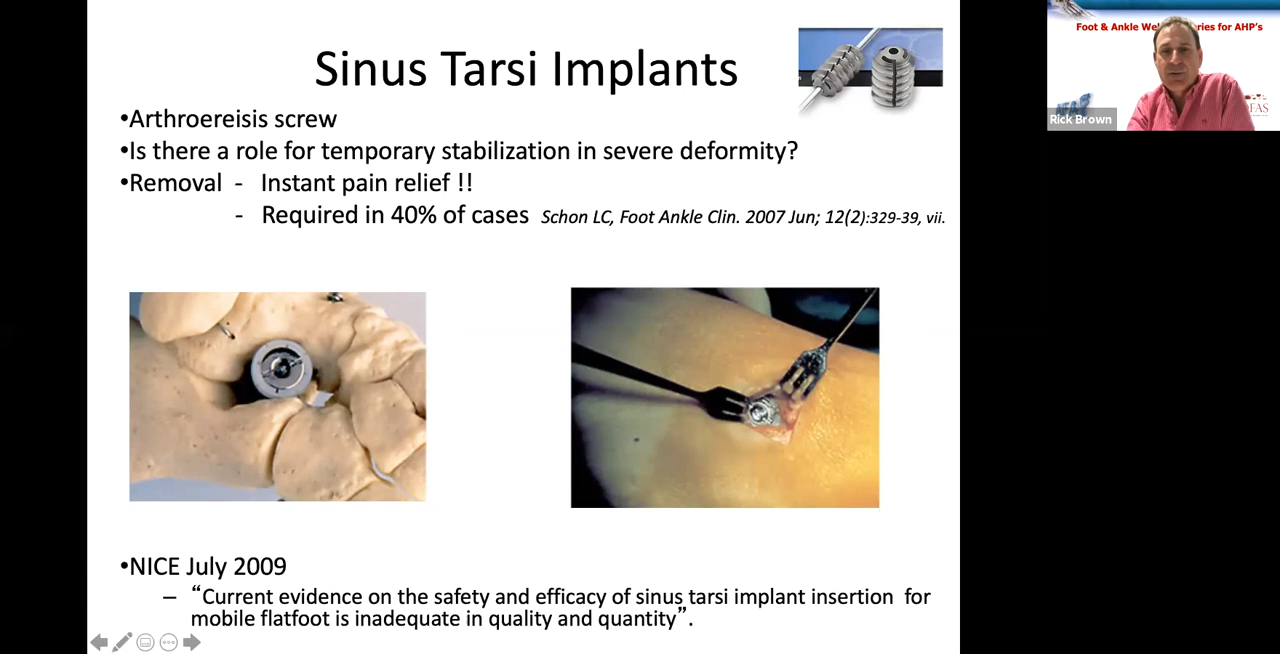 Sinus Tarsi Implants
•Arthroereisis screw
•Is there a role for temporary stabilization in severe deformity?
•Removal - Instant pain relief !!
- Required in 40% of cases Schon LC, Foot Ankle Clin. 2007 Jun; 12(2):329-39, vii.
•NICE July 2009
– “Current evidence on the safety and efficacy of sinus tarsi implant insertion for
mobile flatfoot is inadequate in quality and quantity”.
Foot & Ankle We ries for AHP's
Rick Brown
FAS